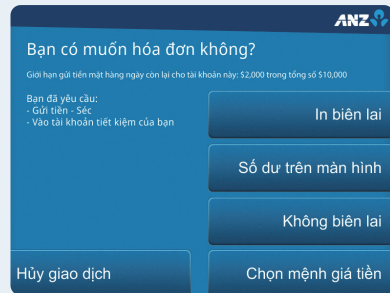 ANZ
Bạn có muốn hóa đơn không?
Giới hạn gửi tiền mặt hàng ngày còn lại cho tài khoản này: $2,000 trong tổng số $10,000
Bạn đã yêu cầu:
- Gửi tiền - Séc
- Vào tài khoản tiết kiệm của bạn
In biên lai
Số dư trên màn hình
Không biên lai
Hủy giao dịch
Chọn mệnh giá tiền